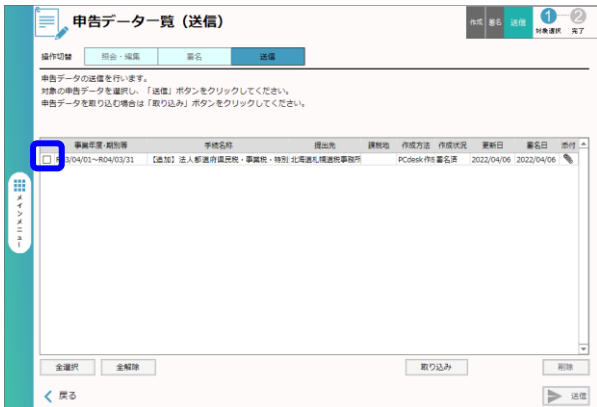 申告データ一覧（送信）
作成 署名 送信 1 2
対象選択 完了
操作切替 照会・編集 署名 送信
申告データの送信を行います。
対象の申告データを選択し、「送信」ボタンをクリックしてください。
申告データを取り込む場合は「取り込み」ボタンをクリックしてください。
事業年度・期別等 手続名称 提出先 課税地 作成方法 作成状況 更新日 署名日 添付
3/04/01～R04/03/31 【追加】法人都道府県民税・事業税・特別 北海道札幌道税事務所 PCdesk 作 署名済 2022/04/06 2022/04/06
メインメニュー
全選択 全解除 取り込み 削除
戻る 送信